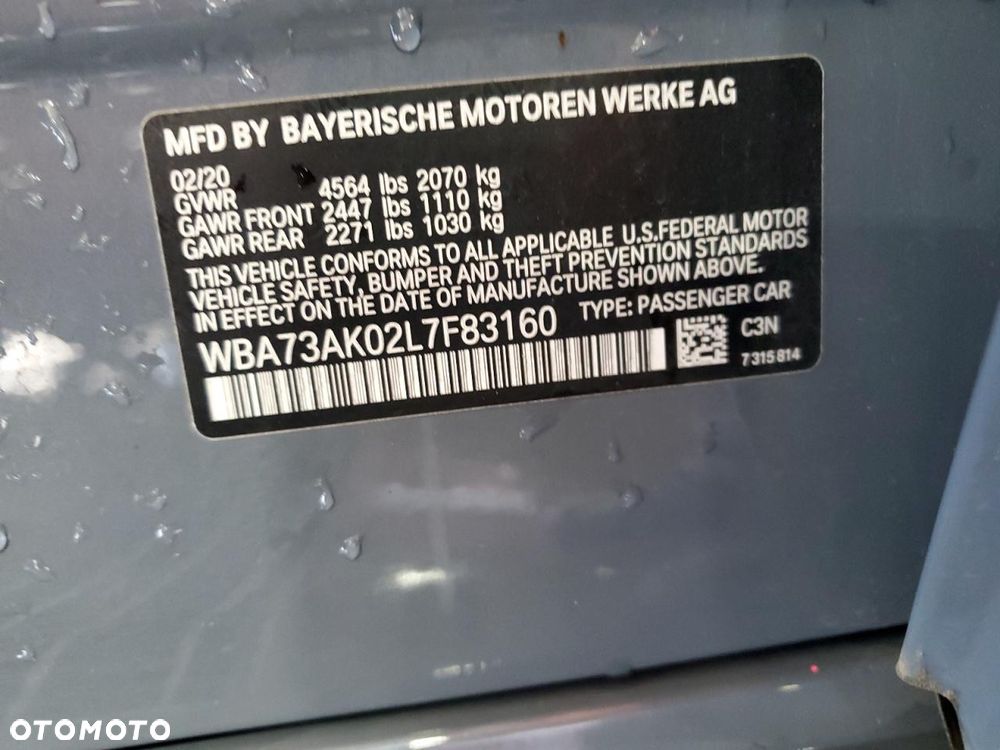 MFD BY BAYERISCHE MOTOREN WERKE AG
02/20
GVWR 4564 lbs 2070 kg
GAWR FRONT 2447 lbs 1110 kg
GAWR REAR 2271 lbs 1030 kg
THIS VEHICLE CONFORMS TO ALL APPLICABLE U.S.FEDERAL MOTOR
VEHICLE SAFETY, BUMPER AND THEFT PREVENTION STANDARDS
IN EFFECT ON THE DATE OF MANUFACTURE SHOWN ABOVE.
WBA73AK02L7F83160 TYPE: PASSENGER CAR
C3N
7315814
OTOMOTO